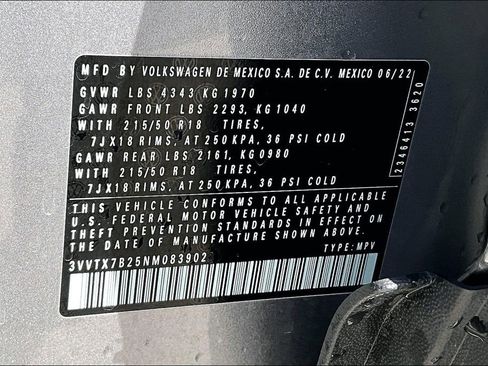 MFD BY VOLKSWAGEN DE MEXICO S.A. DE C.V. MEXICO 06/22
GVWR LBS 4343 KG 1970
GAWR FRONT LBS 2293, KG 1040
WITH 215/50 R18 TIRES,
7JX18 RIMS, AT 250 KPA, 36 PSI COLD
GAWR REAR LBS 2161, KG0980
WITH 215/50 R18 TIRES,
7JX18 RIMS, AT 250 KPA, 36 PSI COLD
THIS VEHICLE CONFORMS TO ALL APPLICABLE
U.S. FEDERAL MOTOR VEHICLE SAFETY AND
THEFT PREVENTION STANDARDS IN EFFECT ON
THE DATE OF MANUFACTURE SHOWN ABOVE.
3VVTX7B25NM083902 TYPE: MPV
2346413 3620